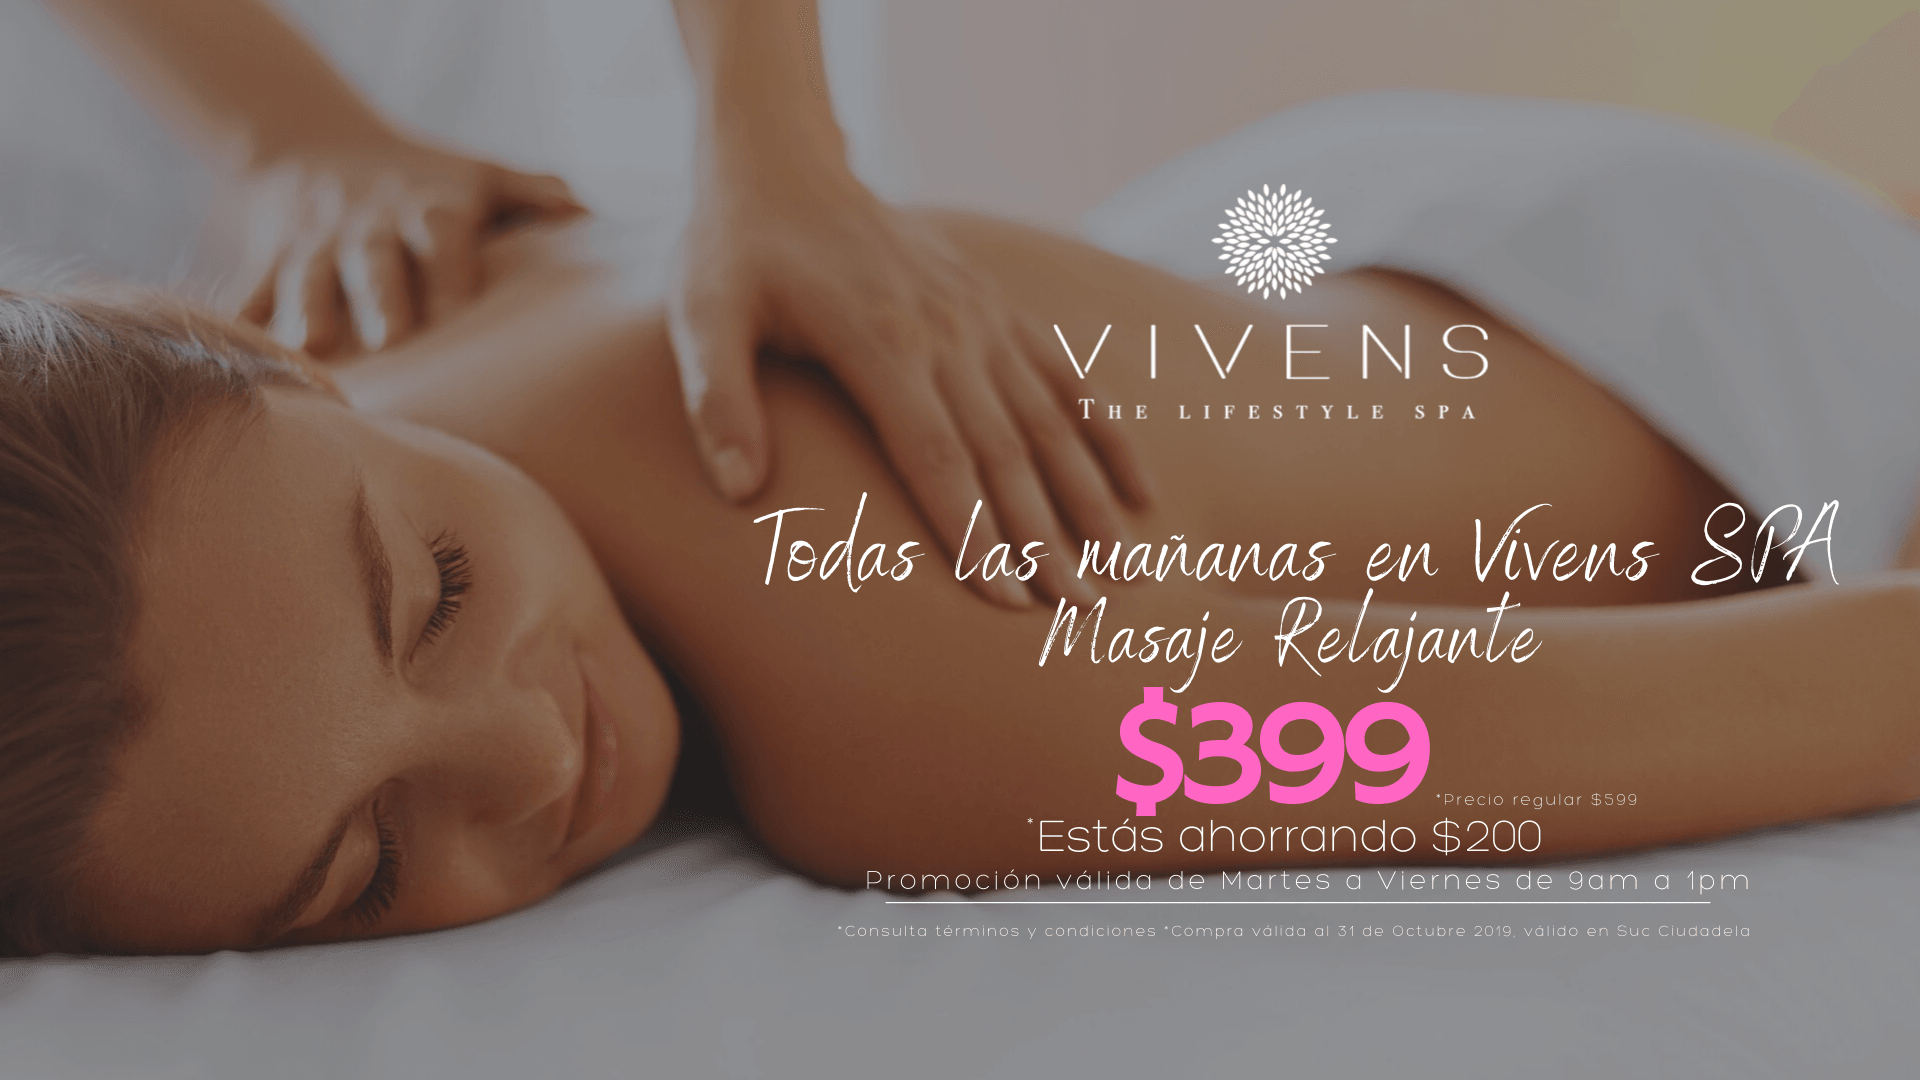 VIVENS
THE LIFESTYLE SPA
Todas las mañanas en Vivens SPA
Masaje Relajante
$399
*Precio regular $599
*Estás ahorrando $200
Promoción válida de Martes a Viernes de 9am a 1pm
*Consulta términos y condiciones *Compra válida al 31 de Octubre 2019, válido en Suc Ciudadela